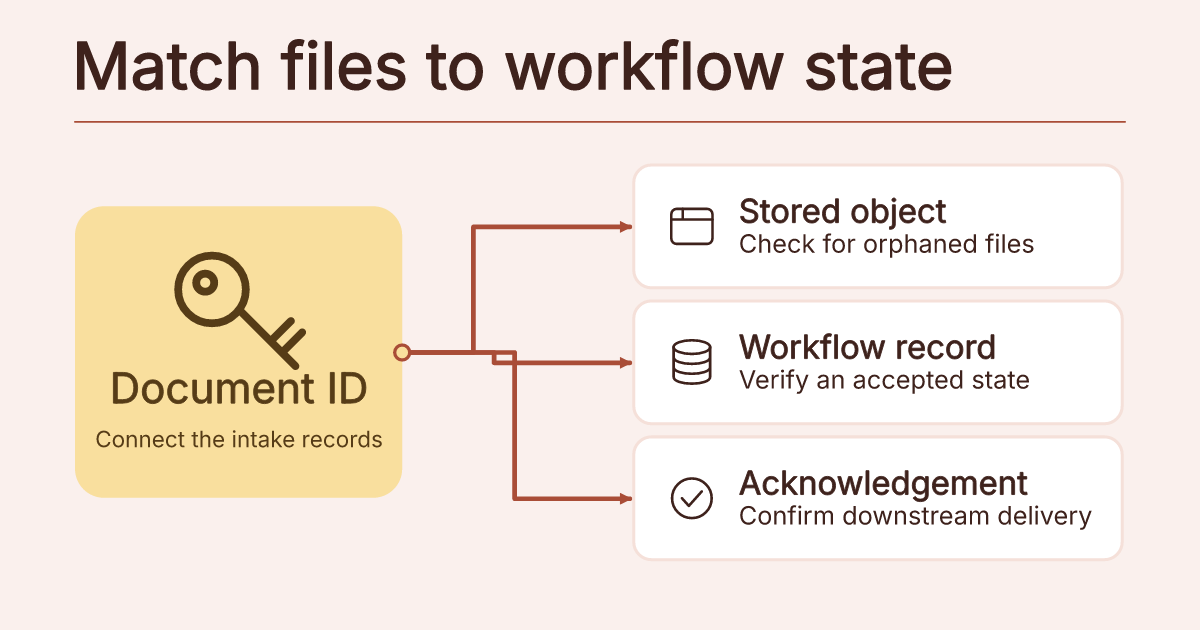 Match files to workflow state
Document ID
Connect the intake records
Stored object
Check for orphaned files
Workflow record
Verify an accepted state
Acknowledgement
Confirm downstream delivery